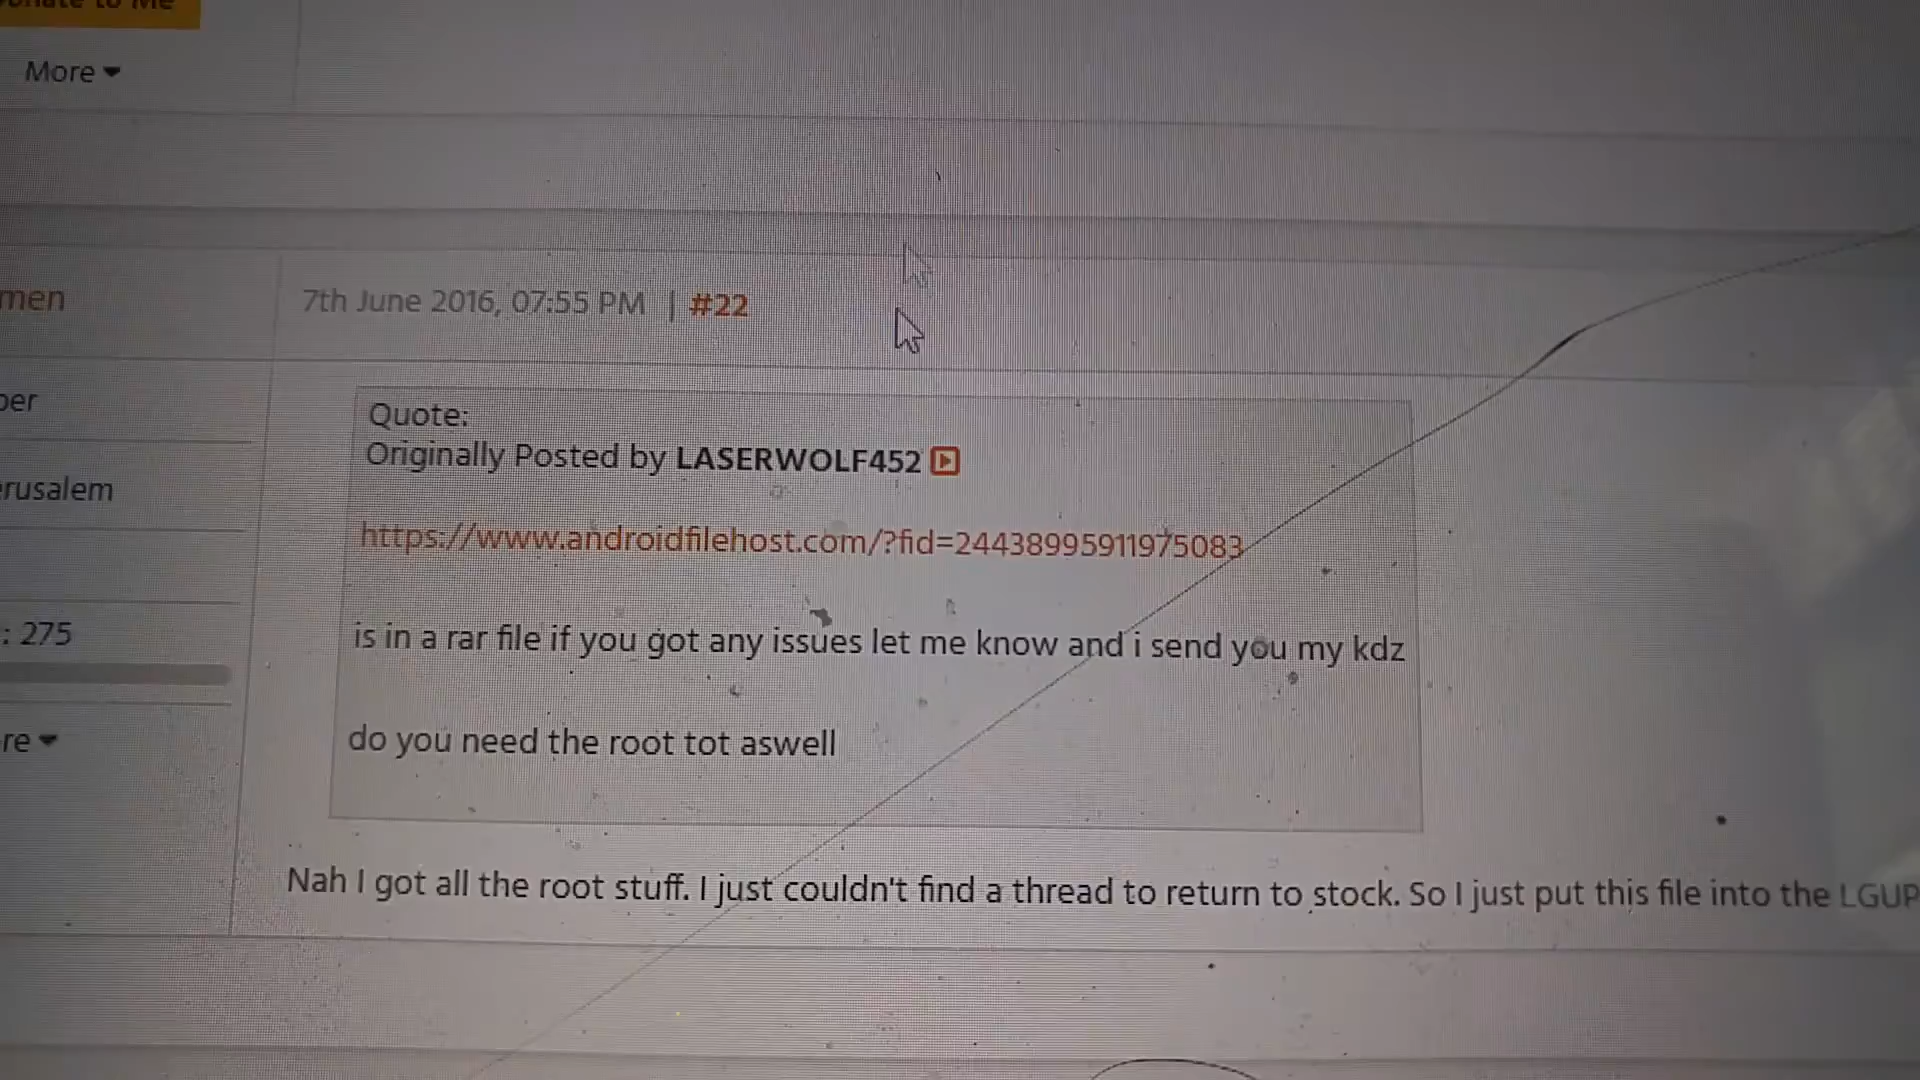 More
men
7th June 2016, 07:55 PM | #22
ber
Quote:
Originally Posted by LASERWOLF452
erusalem
https://www.androidfilehost.com/?fid=24438995911975083
is in a rar file if you got any issues let me know and i send you my kdz
: 275
do you need the root tot aswell
re
Nah I got all the root stuff. I just couldn't find a thread to return to stock. So I just put this file into the LGUP